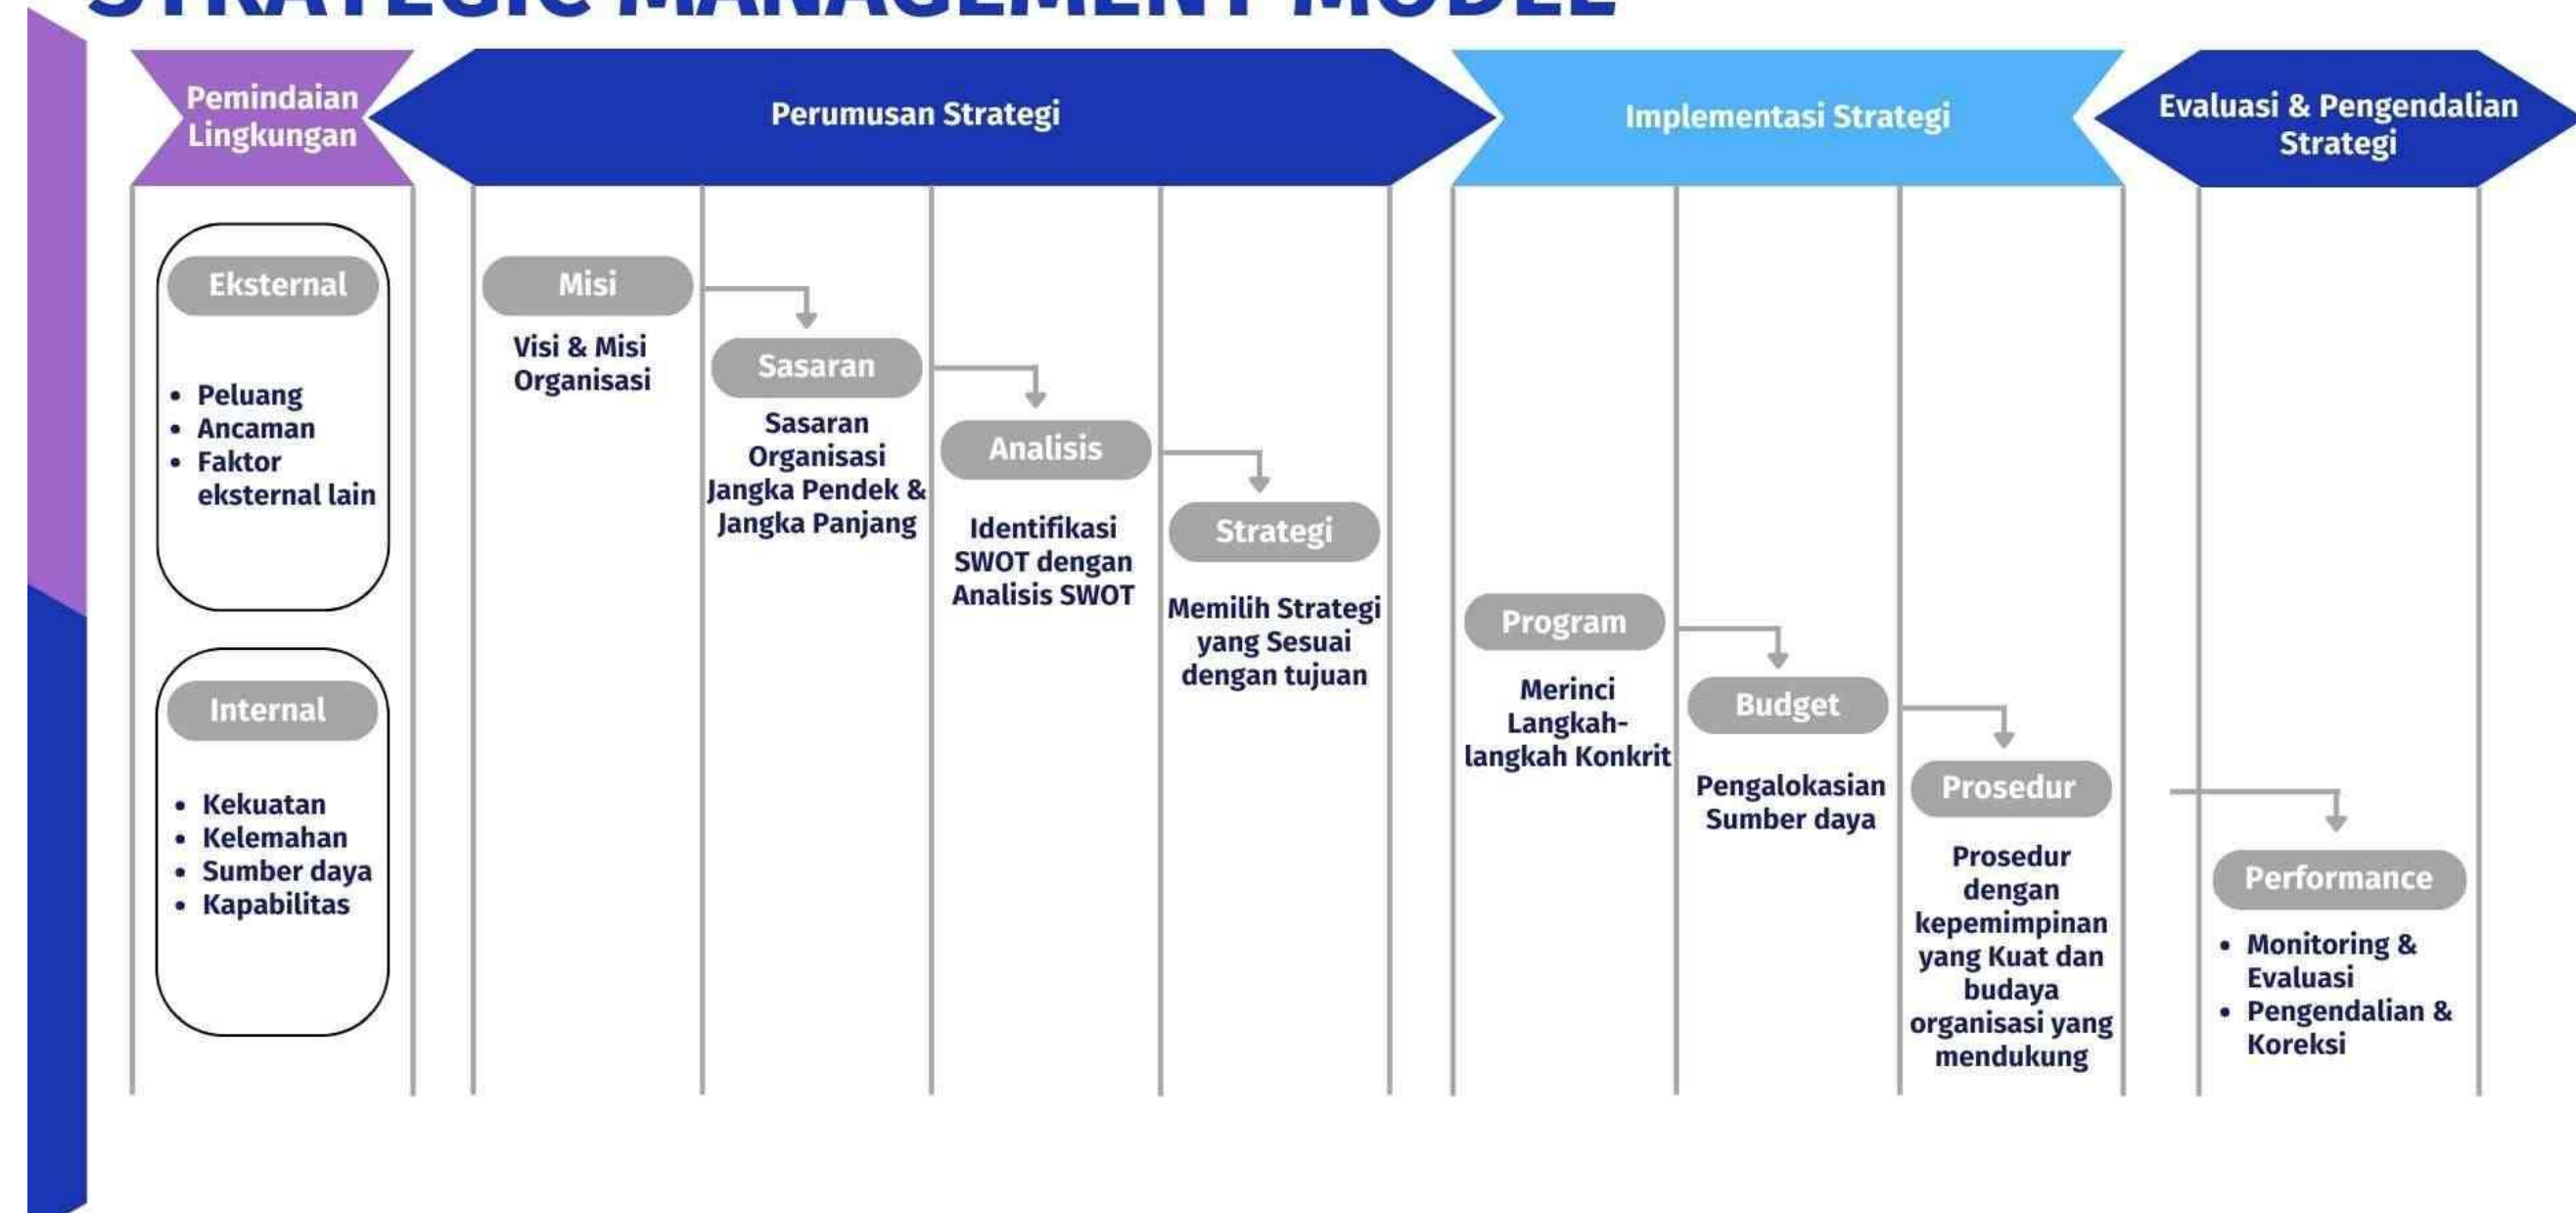 STRATEGIC MANAGEMENT MODEL
Pemindaian
Lingkungan
Perumusan Strategi
Implementasi Strategi
Evaluasi & Pengendalian
Strategi
Eksternal
• Peluang
• Ancaman
• Faktor
eksternal lain
Internal
• Kekuatan
• Kelemahan
• Sumber daya
• Kapabilitas
Misi
Visi & Misi
Organisasi
Sasaran
Sasaran
Organisasi
Jangka Pendek &
Jangka Panjang
Analisis
Identifikasi
SWOT dengan
Analisis SWOT
Strategi
Memilih Strategi
yang Sesuai
dengan tujuan
Program
Merinci
Langkah-
langkah Konkrit
Budget
Pengalokasian
Sumber daya
Prosedur
Prosedur
dengan
kepemimpinan
yang Kuat dan
budaya
organisasi yang
mendukung
Performance
• Monitoring &
Evaluasi
• Pengendalian &
Koreksi